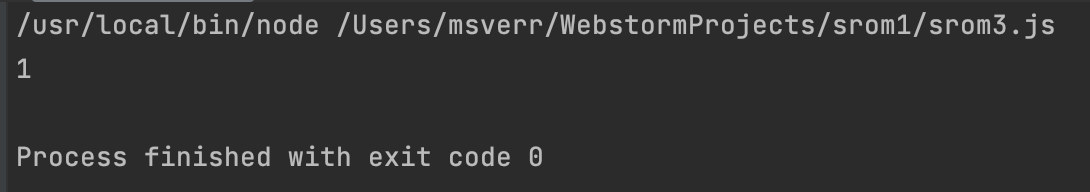 /usr/local/bin/node /Users/msverr/WebstormProjects/srom1/srom3.js
1
Process finished with exit code 0